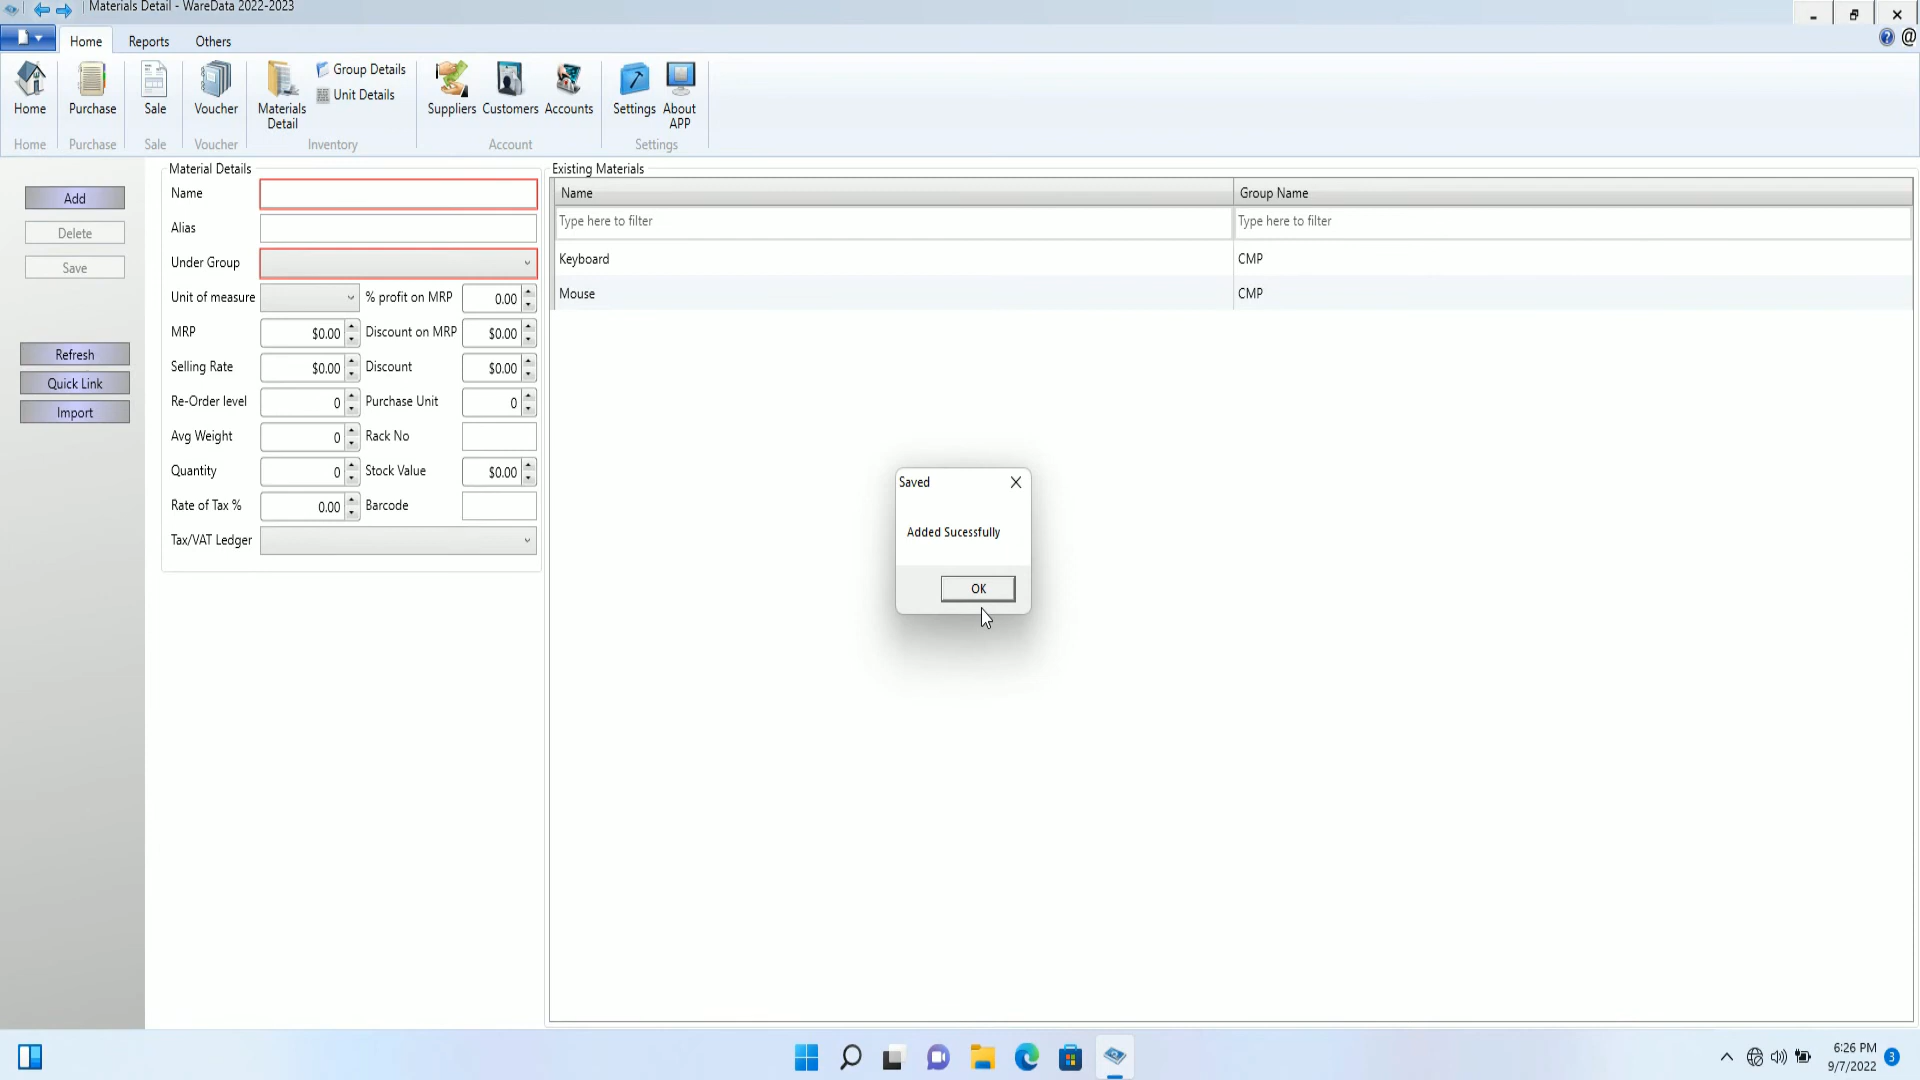 Materials Detail - WareData 2022-2023
Home Reports Others
@
Home Purchase Sale Voucher Materials Detail Group Details Unit Details Suppliers Customers Accounts Settings About APP
Home Purchase Sale Voucher Inventory Account Settings
Add
Delete
Save
Refresh
Quick Link
Import
Material Details
Name
Alias
Under Group
Unit of measure % profit on MRP 0.00
MRP $0.00 Discount on MRP $0.00
Selling Rate $0.00 Discount $0.00
Re-Order level 0 Purchase Unit 0
Avg Weight 0 Rack No
Quantity 0 Stock Value $0.00
Rate of Tax % 0.00 Barcode
Tax/VAT Ledger
Existing Materials
Name Group Name
Type here to filter Type here to filter
Keyboard CMP
Mouse CMP
Saved
Added Sucessfully
OK
6:26 PM
9/7/2022
3